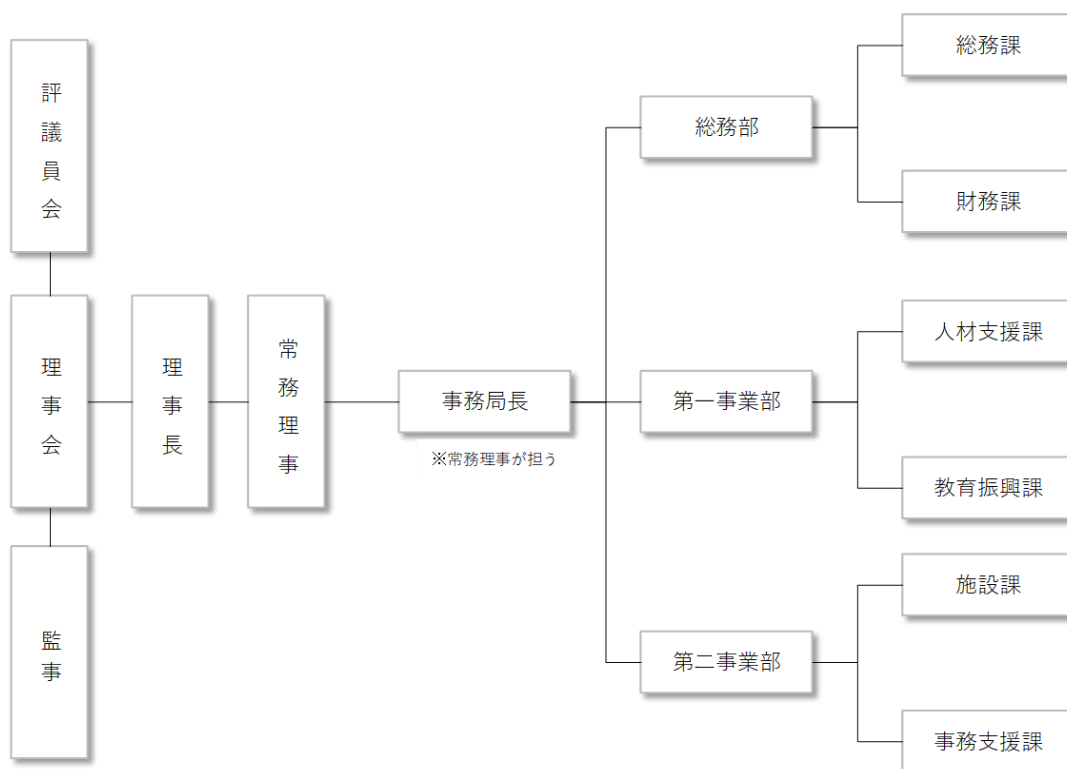 評議員会
理事会
監事
理事長
常務理事
事務局長
※常務理事が担う
総務部
総務課
財務課
第一事業部
人材支援課
教育振興課
第二事業部
施設課
事務支援課